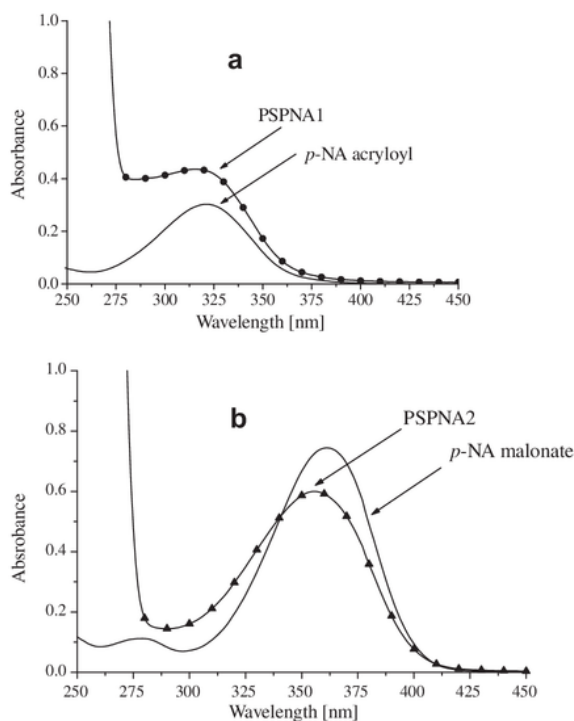 1.0
a
0.8
PSPNA1
0.6
p-NA acryloyl
0.4
0.2
0.0
250 275 300 325 350 375 400 425 450
Absorbance
Wavelength [nm]
1.0
b
0.8
PSPNA2
p-NA malonate
0.6
0.4
0.2
0.0
250 275 300 325 350 375 400 425 450
Absrobance
Wavelength [nm]